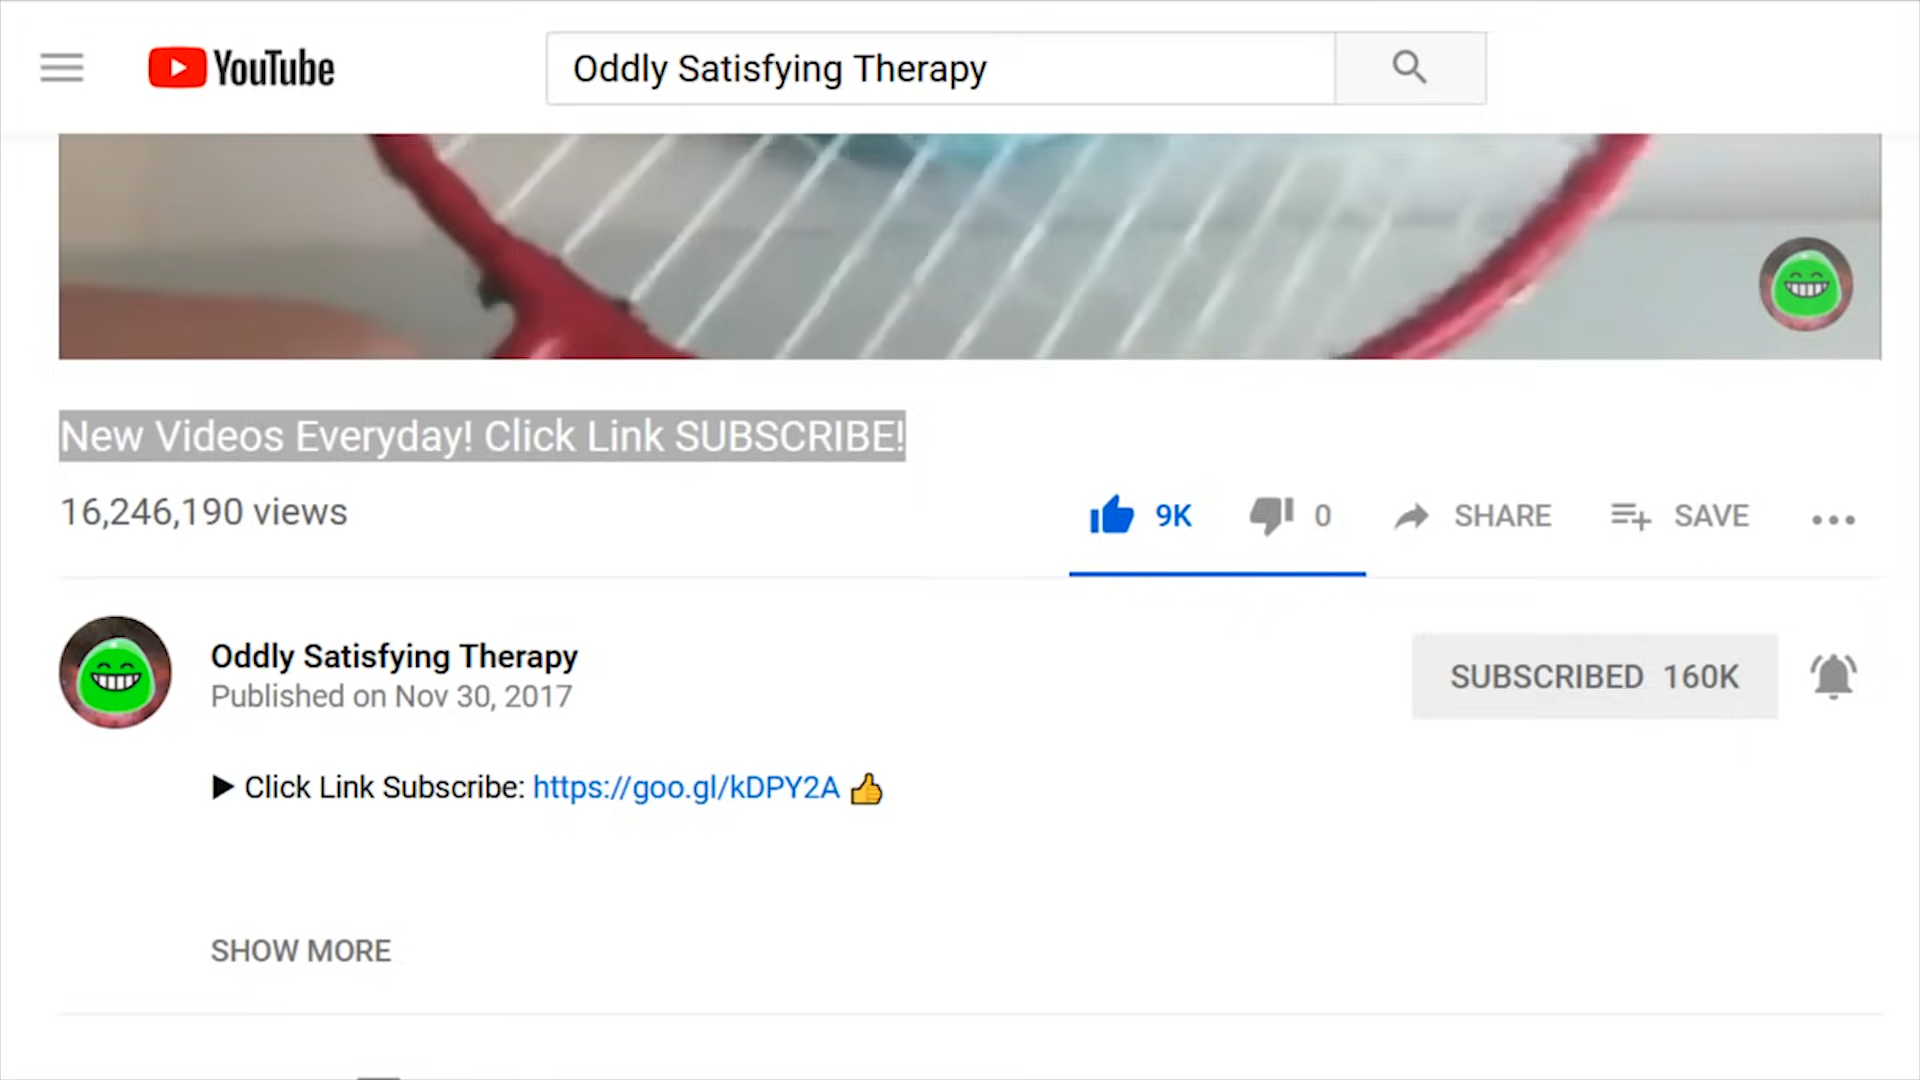 YouTube
Oddly Satisfying Therapy
New Videos Everyday! Click Link SUBSCRIBE!
16,246,190 views
9K
0
SHARE
SAVE
Oddly Satisfying Therapy
Published on Nov 30, 2017
SUBSCRIBED 160K
▶ Click Link Subscribe: https://goo.gl/kDPY2A 👍
SHOW MORE